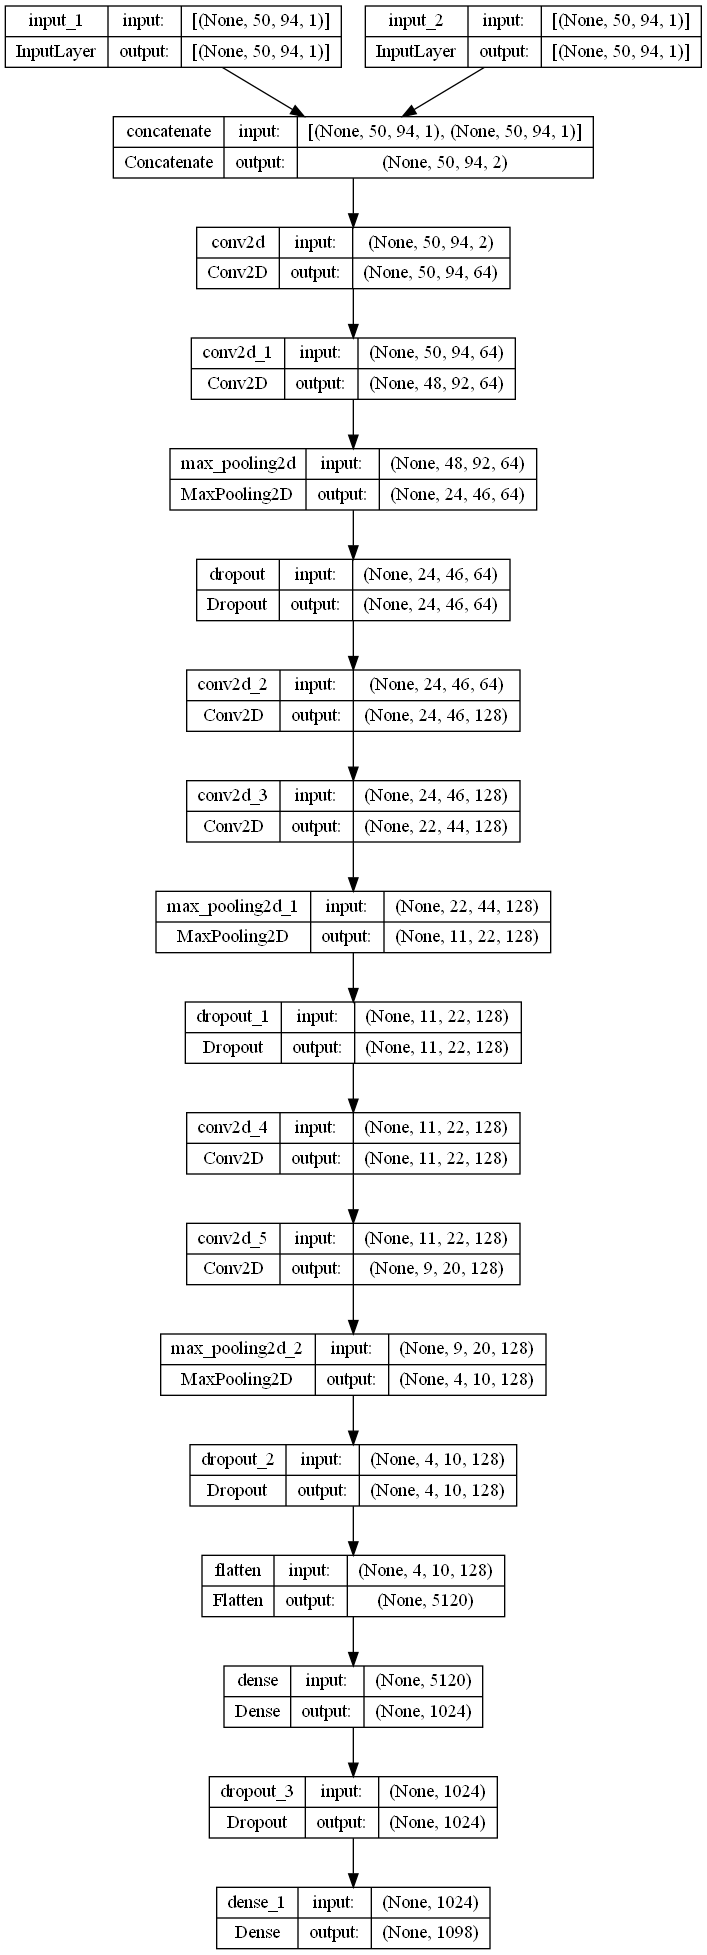 input_1 input: [(None, 50, 94, 1)] input_2 input: [(None, 50, 94, 1)]
InputLayer output: [(None, 50, 94, 1)] InputLayer output: [(None, 50, 94, 1)]
concatenate input: [(None, 50, 94, 1), (None, 50, 94, 1)]
Concatenate output: (None, 50, 94, 2)
conv2d input: (None, 50, 94, 2)
Conv2D output: (None, 50, 94, 64)
conv2d_1 input: (None, 50, 94, 64)
Conv2D output: (None, 48, 92, 64)
max_pooling2d input: (None, 48, 92, 64)
MaxPooling2D output: (None, 24, 46, 64)
dropout input: (None, 24, 46, 64)
Dropout output: (None, 24, 46, 64)
conv2d_2 input: (None, 24, 46, 64)
Conv2D output: (None, 24, 46, 128)
conv2d_3 input: (None, 24, 46, 128)
Conv2D output: (None, 22, 44, 128)
max_pooling2d_1 input: (None, 22, 44, 128)
MaxPooling2D output: (None, 11, 22, 128)
dropout_1 input: (None, 11, 22, 128)
Dropout output: (None, 11, 22, 128)
conv2d_4 input: (None, 11, 22, 128)
Conv2D output: (None, 11, 22, 128)
conv2d_5 input: (None, 11, 22, 128)
Conv2D output: (None, 9, 20, 128)
max_pooling2d_2 input: (None, 9, 20, 128)
MaxPooling2D output: (None, 4, 10, 128)
dropout_2 input: (None, 4, 10, 128)
Dropout output: (None, 4, 10, 128)
flatten input: (None, 4, 10, 128)
Flatten output: (None, 5120)
dense input: (None, 5120)
Dense output: (None, 1024)
dropout_3 input: (None, 1024)
Dropout output: (None, 1024)
dense_1 input: (None, 1024)
Dense output: (None, 1098)